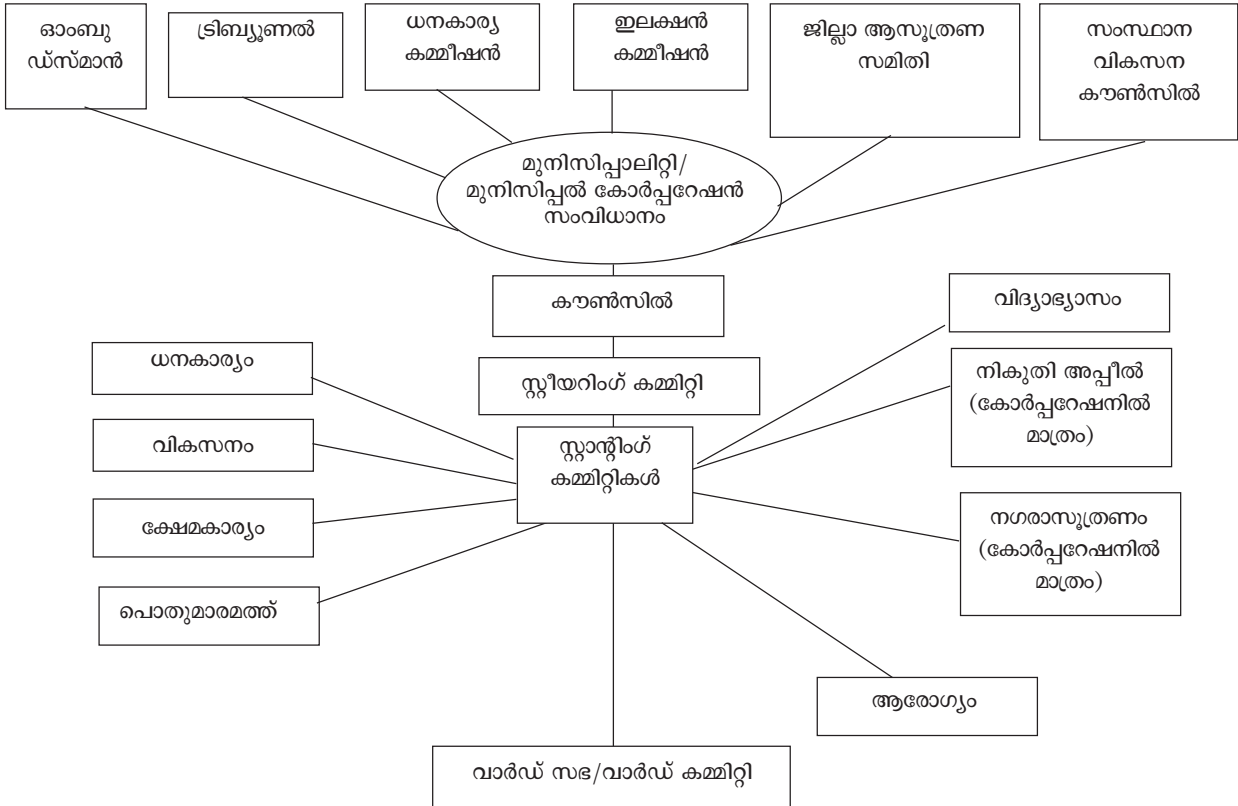 ഓംബു
ഡ്സ്മാൻ
ട്രിബ്യൂണൽ
ധനകാര്യ
കമ്മീഷൻ
ഇലക്ഷൻ
കമ്മീഷൻ
ജില്ലാ ആസൂത്രണ
സമിതി
സംസ്ഥാന
വികസന
കൗൺസിൽ
മുനിസിപ്പാലിറ്റി/
മുനിസിപ്പൽ കോർപ്പറേഷൻ
സംവിധാനം
കൗൺസിൽ
സ്റ്റീയറിംഗ് കമ്മിറ്റി
സ്റ്റാന്റിംഗ്
കമ്മിറ്റികൾ
ധനകാര്യം
വികസനം
ക്ഷേമകാര്യം
പൊതുമാരമത്ത്
വിദ്യാഭ്യാസം
നികുതി അപ്പീൽ
(കോർപ്പറേഷനിൽ
മാത്രം)
നഗരാസൂത്രണം
(കോർപ്പറേഷനിൽ
മാത്രം)
ആരോഗ്യം
വാർഡ് സഭ/വാർഡ് കമ്മിറ്റി